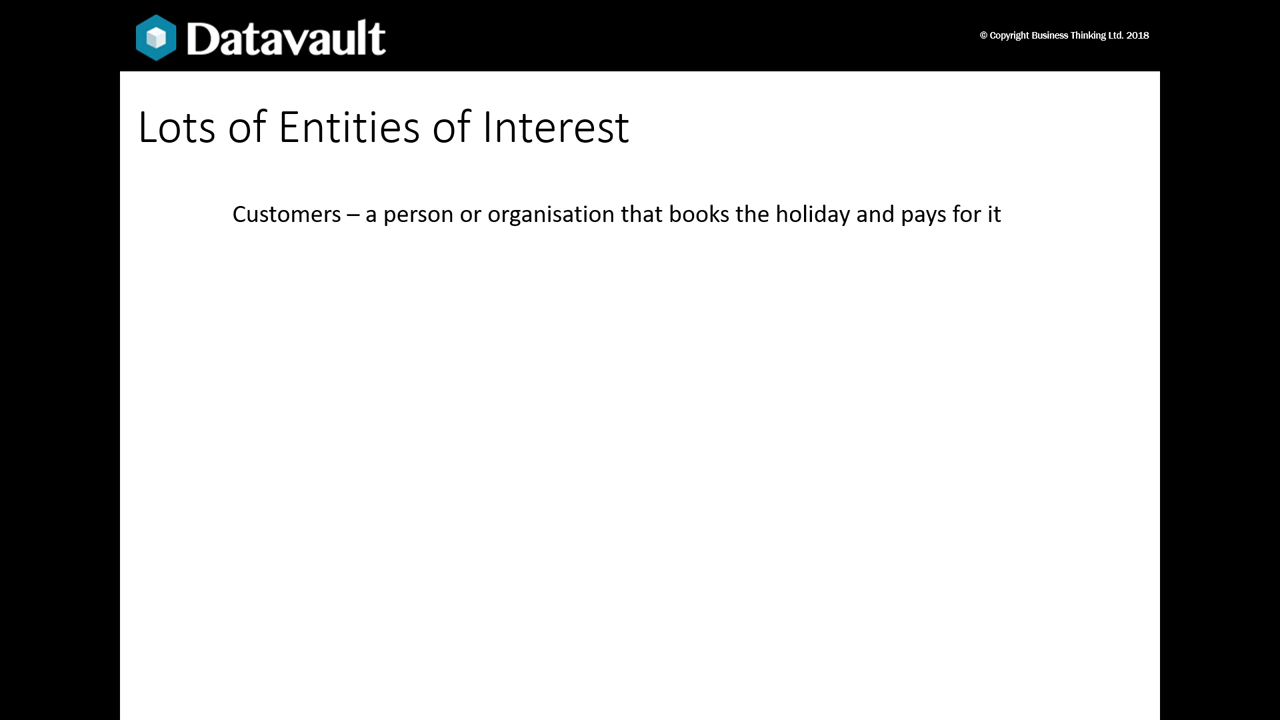 Datavault
© Copyright Business Thinking Ltd. 2018
Lots of Entities of Interest
Customers – a person or organisation that books the holiday and pays for it